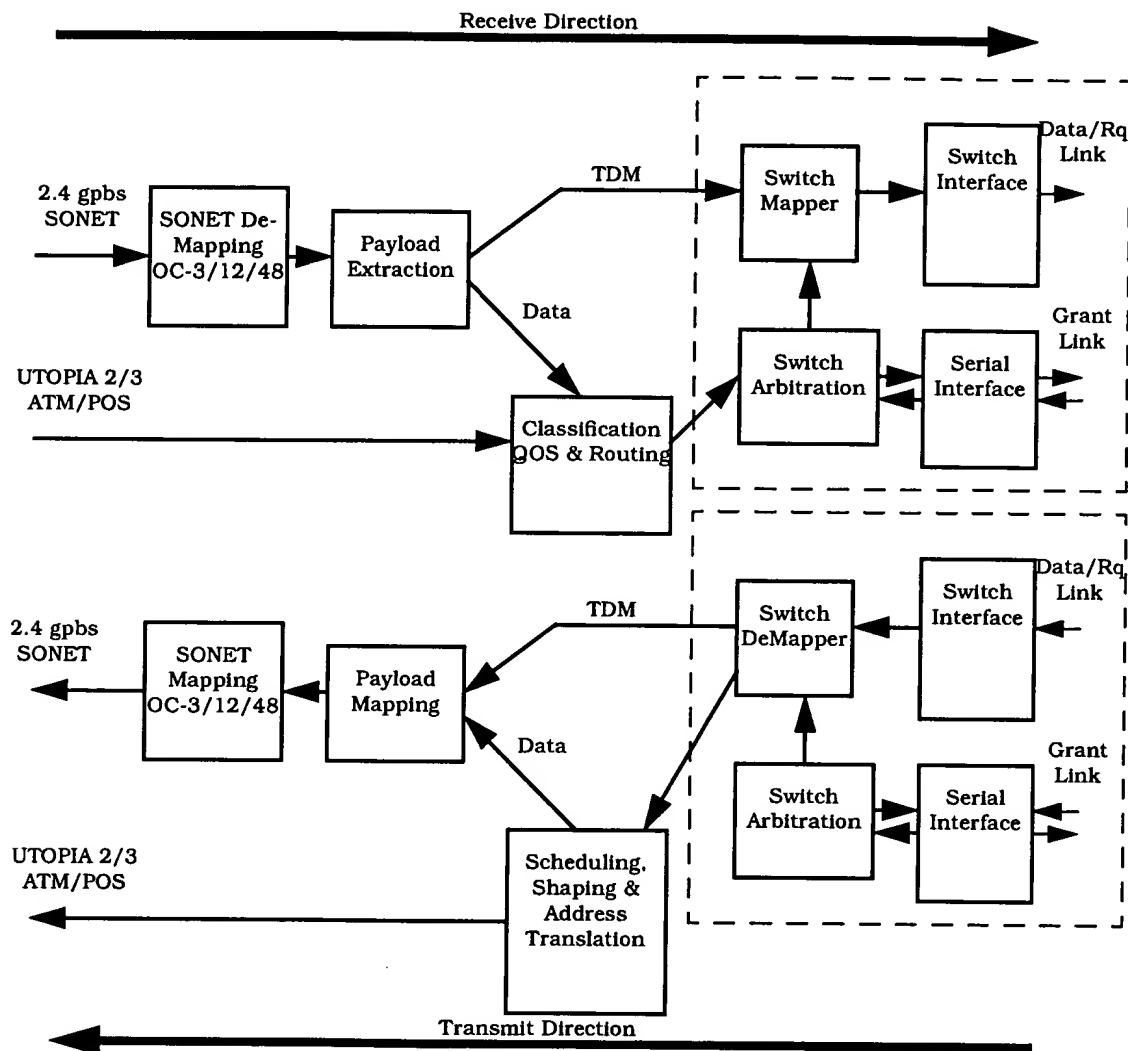 Receive Direction
2.4 gpbs
SONET
SONET De-
Mapping
OC-3/12/48
Payload
Extraction
TDM
Data
UTOPIA 2/3
ATM/POS
Classification
QOS & Routing
Switch
Mapper
Switch
Interface
Data/Rq
Link
Switch
Arbitration
Serial
Interface
Grant
Link
2.4 gpbs
SONET
SONET
Mapping
OC-3/12/48
Payload
Mapping
TDM
Data
UTOPIA 2/3
ATM/POS
Scheduling,
Shaping &
Address
Translation
Switch
DeMapper
Switch
Interface
Data/Rq
Link
Switch
Arbitration
Serial
Interface
Grant
Link
Transmit Direction